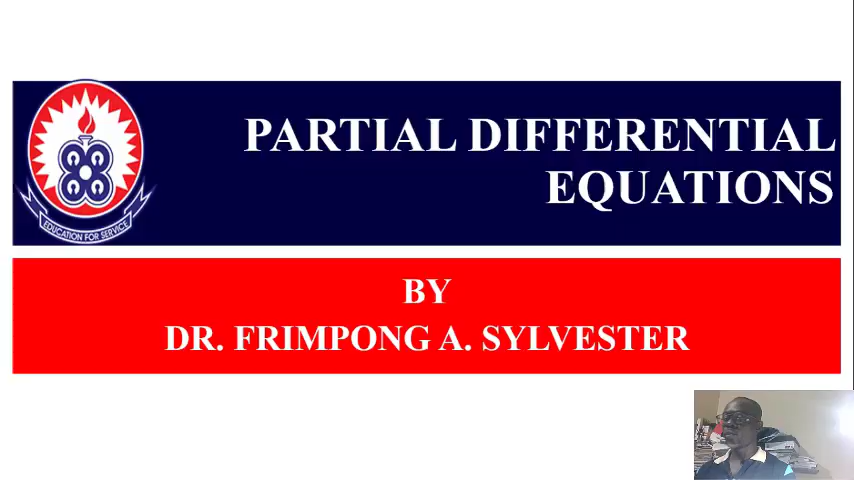 PARTIAL DIFFERENTIAL
EQUATIONS
EDUCATION FOR SERVICE
BY
DR. FRIMPONG A. SYLVESTER